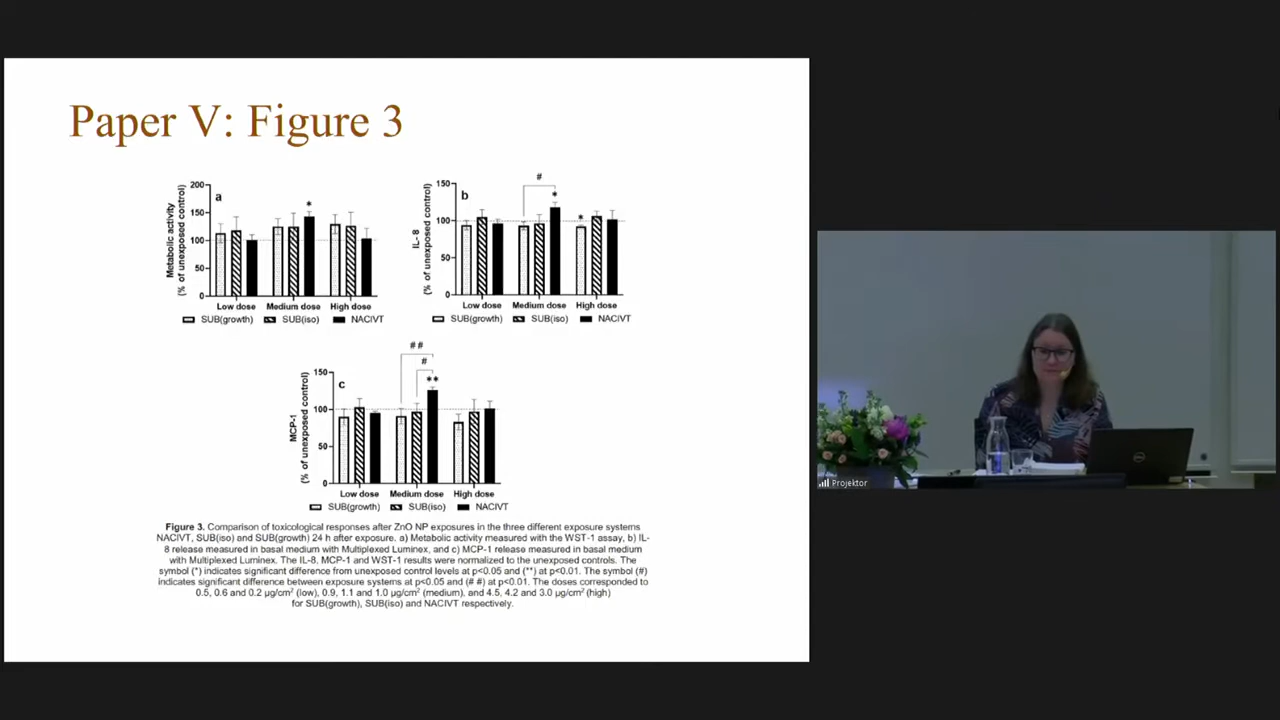 Paper V: Figure 3
a
Metabolic activity
(% of unexposed control)
200
150
100
50
0
*
Low dose Medium dose High dose
SUB(growth) SUB(iso) NACIVT
b
IL- 8
(% of unexposed control)
150
100
50
0
#
*
*
Low dose Medium dose High dose
SUB(growth) SUB(iso) NACIVT
c
MCP-1
(% of unexposed control)
150
100
50
0
# #
#
**
Low dose Medium dose High dose
SUB(growth) SUB(iso) NACIVT
Figure 3. Comparison of toxicological responses after ZnO NP exposures in the three different exposure systems
NACIVT, SUB(iso) and SUB(growth) 24 h after exposure. a) Metabolic activity measured with the WST-1 assay, b) IL-
8 release measured in basal medium with Multiplexed Luminex, and c) MCP-1 release measured in basal medium
with Multiplexed Luminex. The IL-8, MCP-1 and WST-1 results were normalized to the unexposed controls. The
symbol (*) indicates significant difference from unexposed control levels at p<0.05 and (**) at p<0.01. The symbol (#)
indicates significant difference between exposure systems at p<0.05 and (# #) at p<0.01. The doses corresponded to
0.5, 0.6 and 0.2 µg/cm² (low), 0.9, 1.1 and 1.0 µg/cm² (medium), and 4.5, 4.2 and 3.0 µg/cm² (high)
for SUB(growth), SUB(iso) and NACIVT respectively.
Projektor